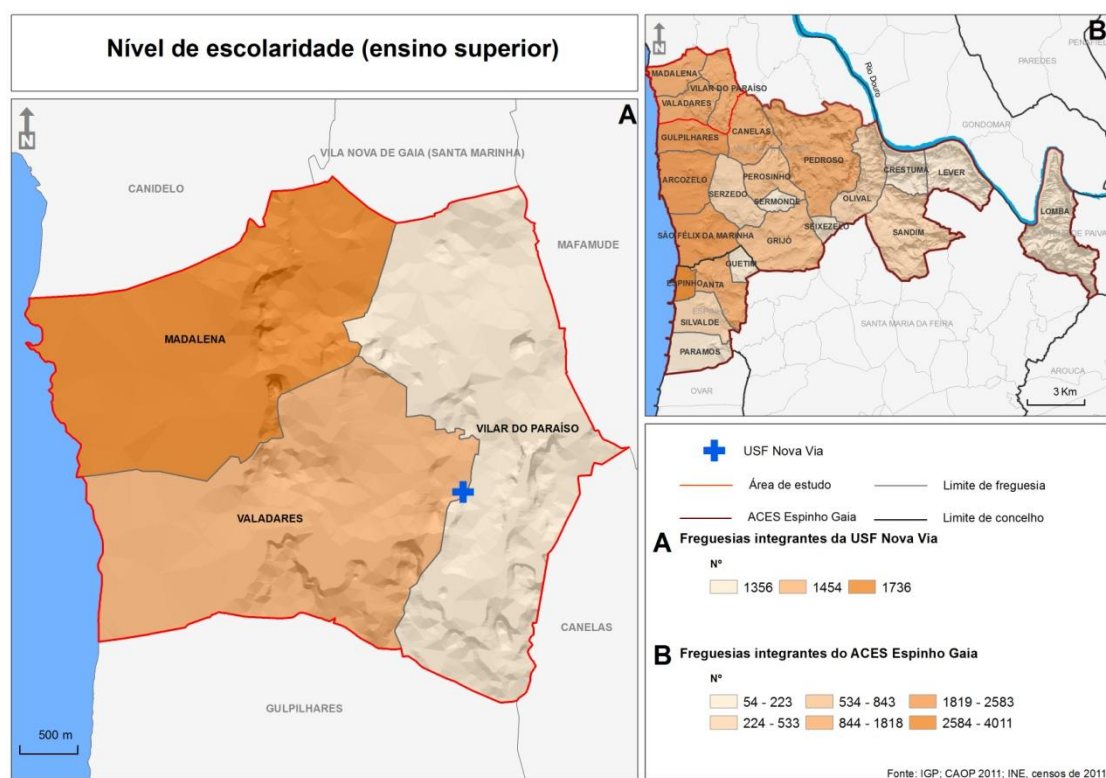 Nível de escolaridade (ensino superior)
N
A
CANIDELO
VILA NOVA DE GAIA (SANTA MARINHA)
MAFAMUDE
MADALENA
VILAR DO PARAÍSO
VALADARES
CANELAS
GULPILHARES
500 m
N
B
PAREDES
Rio Douro
GONDOMAR
MADALENA
VILAR DO PARAÍSO
VALADARES
GULPILHARES
CANELAS
PEDROSO
CRESTUMA
LEVER
ARCOZELO
PEROSINHO
SERZEDO
SERMONDE
OLIVAL
LOMBA
CASTELO DE PAIVA
SEIXEZELO
SANDIM
SÃO FÉLIX DA MARINHA
GRIJÓ
GUETIM
ESPINHO
ANTA
ESPINHO
SILVALDE
SANTA MARIA DA FEIRA
PARAMOS
AROUCA
OVAR
3 Km
USF Nova Via
Área de estudo
Limite de freguesia
ACES Espinho Gaia
Limite de concelho
A Freguesias integrantes da USF Nova Via
Nº
1356 1454 1736
B Freguesias integrantes do ACES Espinho Gaia
Nº
54 - 223 534 - 843 1819 - 2583
224 - 533 844 - 1818 2584 - 4011
Fonte: IGP; CAOP 2011; INE, censos de 2011